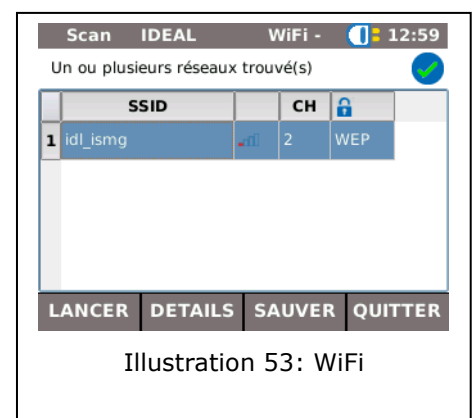 Scan IDEAL WiFi - 12:59
Un ou plusieurs réseaux trouvé(s)
SSID CH
1 idl_ismg 2 WEP
LANCER DETAILS SAUVER QUITTER
Illustration 53: WiFi